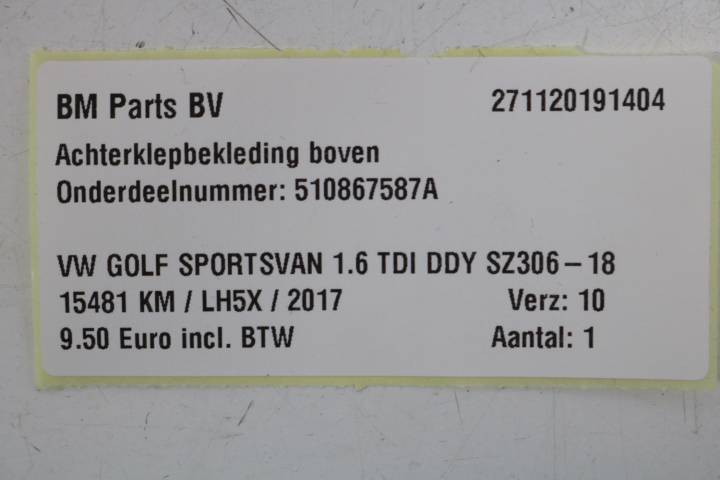 BM Parts BV 271120191404
Achterklepbekleding boven
Onderdeelnummer: 510867587A
VW GOLF SPORTSVAN 1.6 TDI DDY SZ306-18
15481 KM / LH5X / 2017 Verz: 10
9.50 Euro incl. BTW Aantal: 1